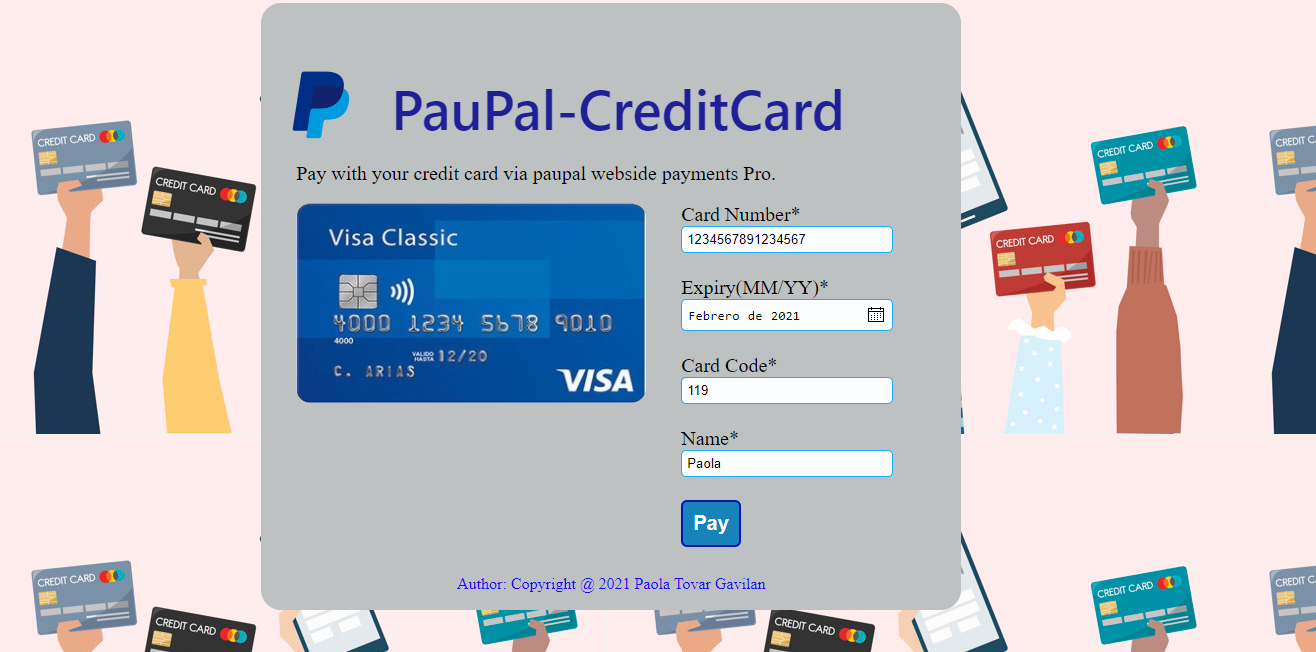 PauPal-CreditCard
Pay with your credit card via paupal webside payments Pro.
Visa Classic
4000 1234 5678 9010
4000
VALIDO HASTA 12/20
C. ARIAS
VISA
Card Number*
1234567891234567
Expiry(MM/YY)*
Febrero de 2021
Card Code*
119
Name*
Paola
Pay
Author: Copyright @ 2021 Paola Tovar Gavilan
CREDIT CARD
CREDIT CARD
CREDIT CARD
CREDIT CARD
CREDIT C
CREDIT CARD
CREDIT CARD
CREDIT CARD
CREDIT CARD
CREDIT C